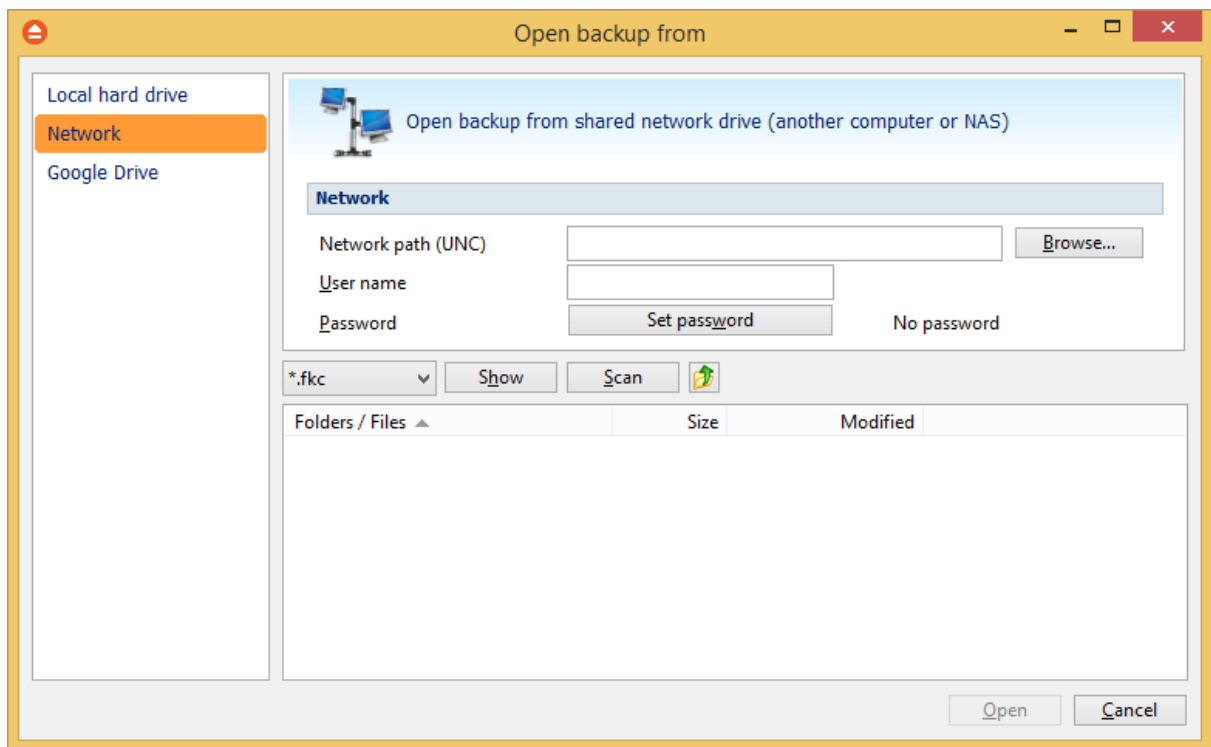 Open backup from
Local hard drive
Network
Google Drive
Open backup from shared network drive (another computer or NAS)
Network
Network path (UNC)
Browse...
User name
Password
Set password
No password
*.fkc
Show
Scan
Folders / Files
Size
Modified
Open
Cancel